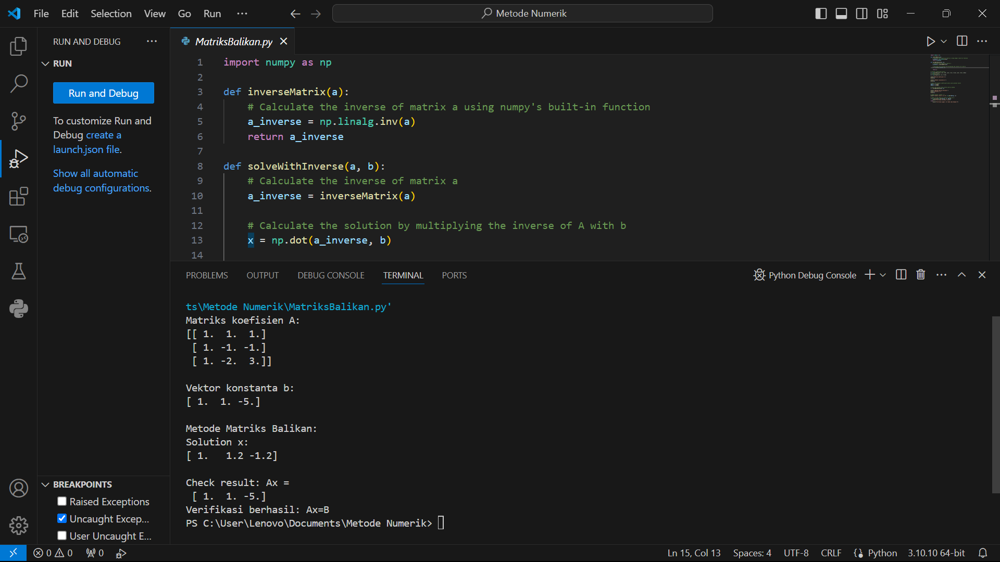 File Edit Selection View Go Run ···
Metode Numerik
RUN AND DEBUG ···
RUN
Run and Debug
To customize Run and
Debug create a
launch.json file.
Show all automatic
debug configurations.
BREAKPOINTS
Raised Exceptions
Uncaught Excep...
User Uncaught E...
MatriksBalikan.py
1 import numpy as np
2
3 def inverseMatrix(a):
4     # Calculate the inverse of matrix a using numpy's built-in function
5     a_inverse = np.linalg.inv(a)
6     return a_inverse
7
8 def solveWithInverse(a, b):
9     # Calculate the inverse of matrix a
10     a_inverse = inverseMatrix(a)
11
12     # Calculate the solution by multiplying the inverse of A with b
13     x = np.dot(a_inverse, b)
14
PROBLEMS OUTPUT DEBUG CONSOLE TERMINAL PORTS
Python Debug Console
ts\Metode Numerik\MatriksBalikan.py'
Matriks koefisien A:
[[ 1.  1.  1.]
 [ 1. -1. -1.]
 [ 1. -2.  3.]]
Vektor konstanta b:
[ 1.  1. -5.]
Metode Matriks Balikan:
Solution x:
[ 1.   1.2 -1.2]
Check result: Ax =
 [ 1.  1. -5.]
Verifikasi berhasil: Ax=B
PS C:\User\Lenovo\Documents\Metode Numerik>
0 0 0
Ln 15, Col 13 Spaces: 4 UTF-8 CRLF Python 3.10.10 64-bit